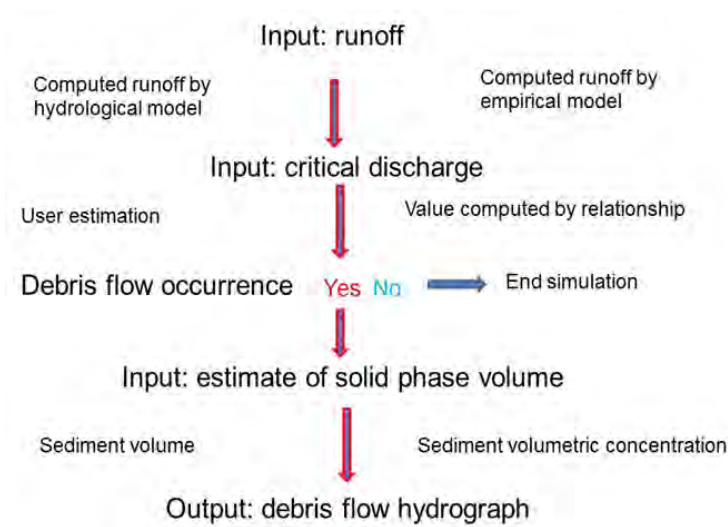 Input: runoff
Computed runoff by
hydrological model
Computed runoff by
empirical model
Input: critical discharge
User estimation
Value computed by relationship
Debris flow occurrence Yes No
End simulation
Input: estimate of solid phase volume
Sediment volume
Sediment volumetric concentration
Output: debris flow hydrograph